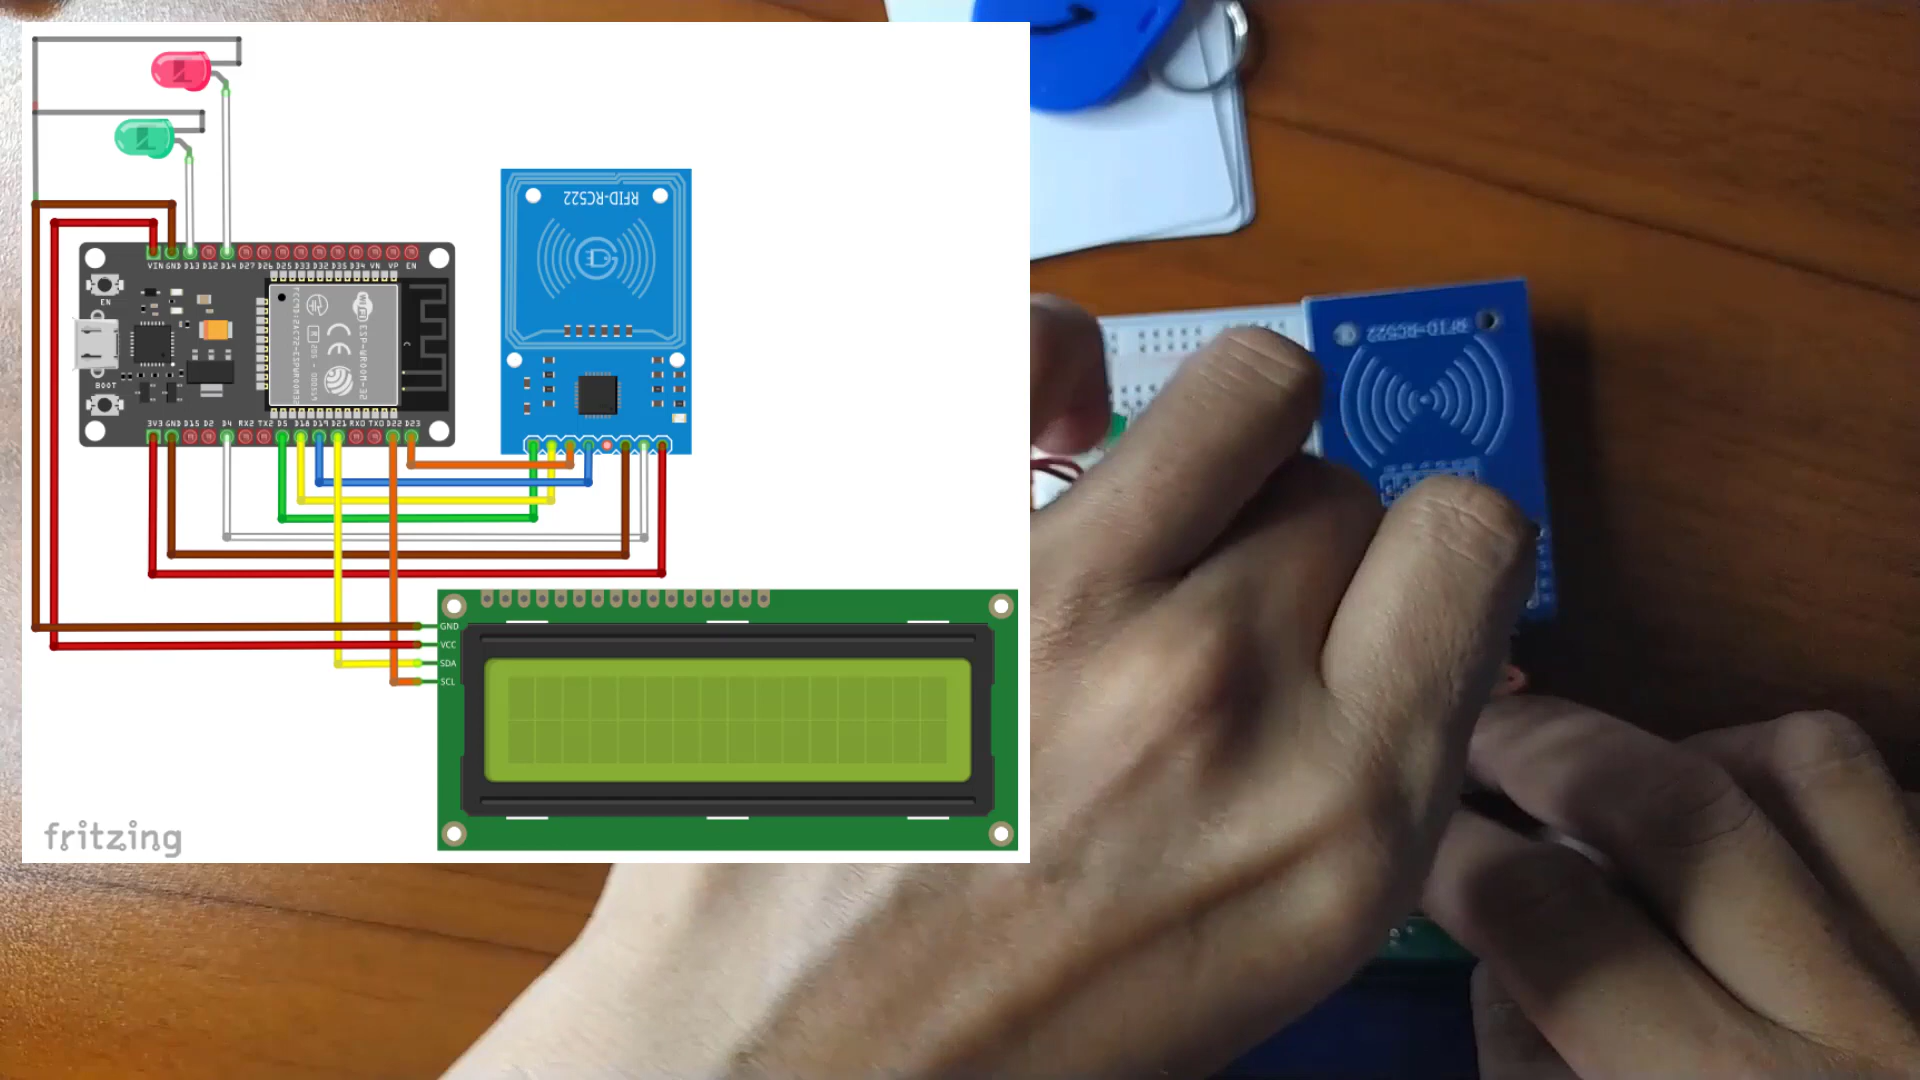 RFID-RC522
VIN GND D13 D12 D14 D27 D26 D25 D33 D32 D35 D34 VN VP EN
EN
BOOT
WiFi
ESP-WROOM-32
CE
3V3 GND D15 D2 D4 RX2 TX2 D5 D18 D19 D21 RX0 TX0 D22 D23
GND
VCC
SDA
SCL
fritzing
RFID-RC522